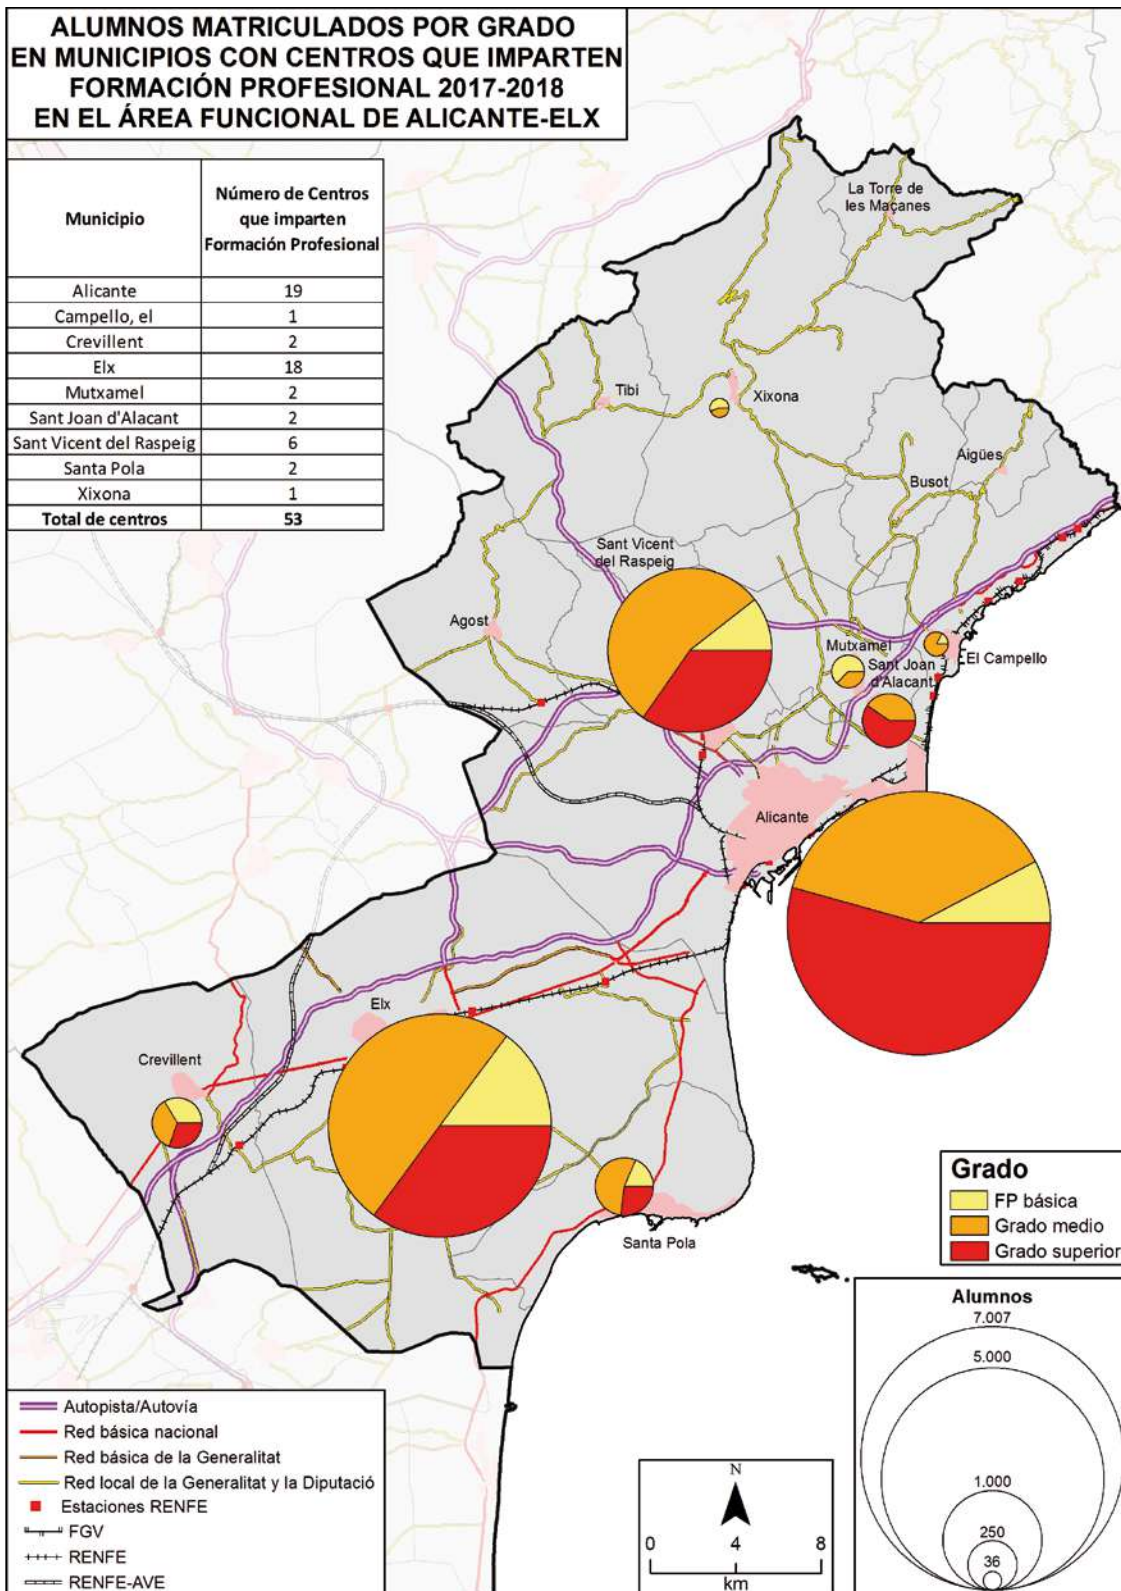 ALUMNOS MATRICULADOS POR GRADO
EN MUNICIPIOS CON CENTROS QUE IMPARTEN
FORMACIÓN PROFESIONAL 2017-2018
EN EL ÁREA FUNCIONAL DE ALICANTE-ELX
Municipio
Número de Centros
que imparten
Formación Profesional
Alicante 19
Campello, el 1
Crevillent 2
Elx 18
Mutxamel 2
Sant Joan d'Alacant 2
Sant Vicent del Raspeig 6
Santa Pola 2
Xixona 1
Total de centros 53
La Torre de
les Maçanes
Tibi
Xixona
Aigües
Busot
Sant Vicent
del Raspeig
Agost
Mutxamel
El Campello
Sant Joan
d'Alacant
Alicante
Elx
Crevillent
Santa Pola
Grado
FP básica
Grado medio
Grado superior
Alumnos
7.007
5.000
1.000
250
36
Autopista/Autovía
Red básica nacional
Red básica de la Generalitat
Red local de la Generalitat y la Diputació
Estaciones RENFE
FGV
RENFE
RENFE-AVE
N
0 4 8
km